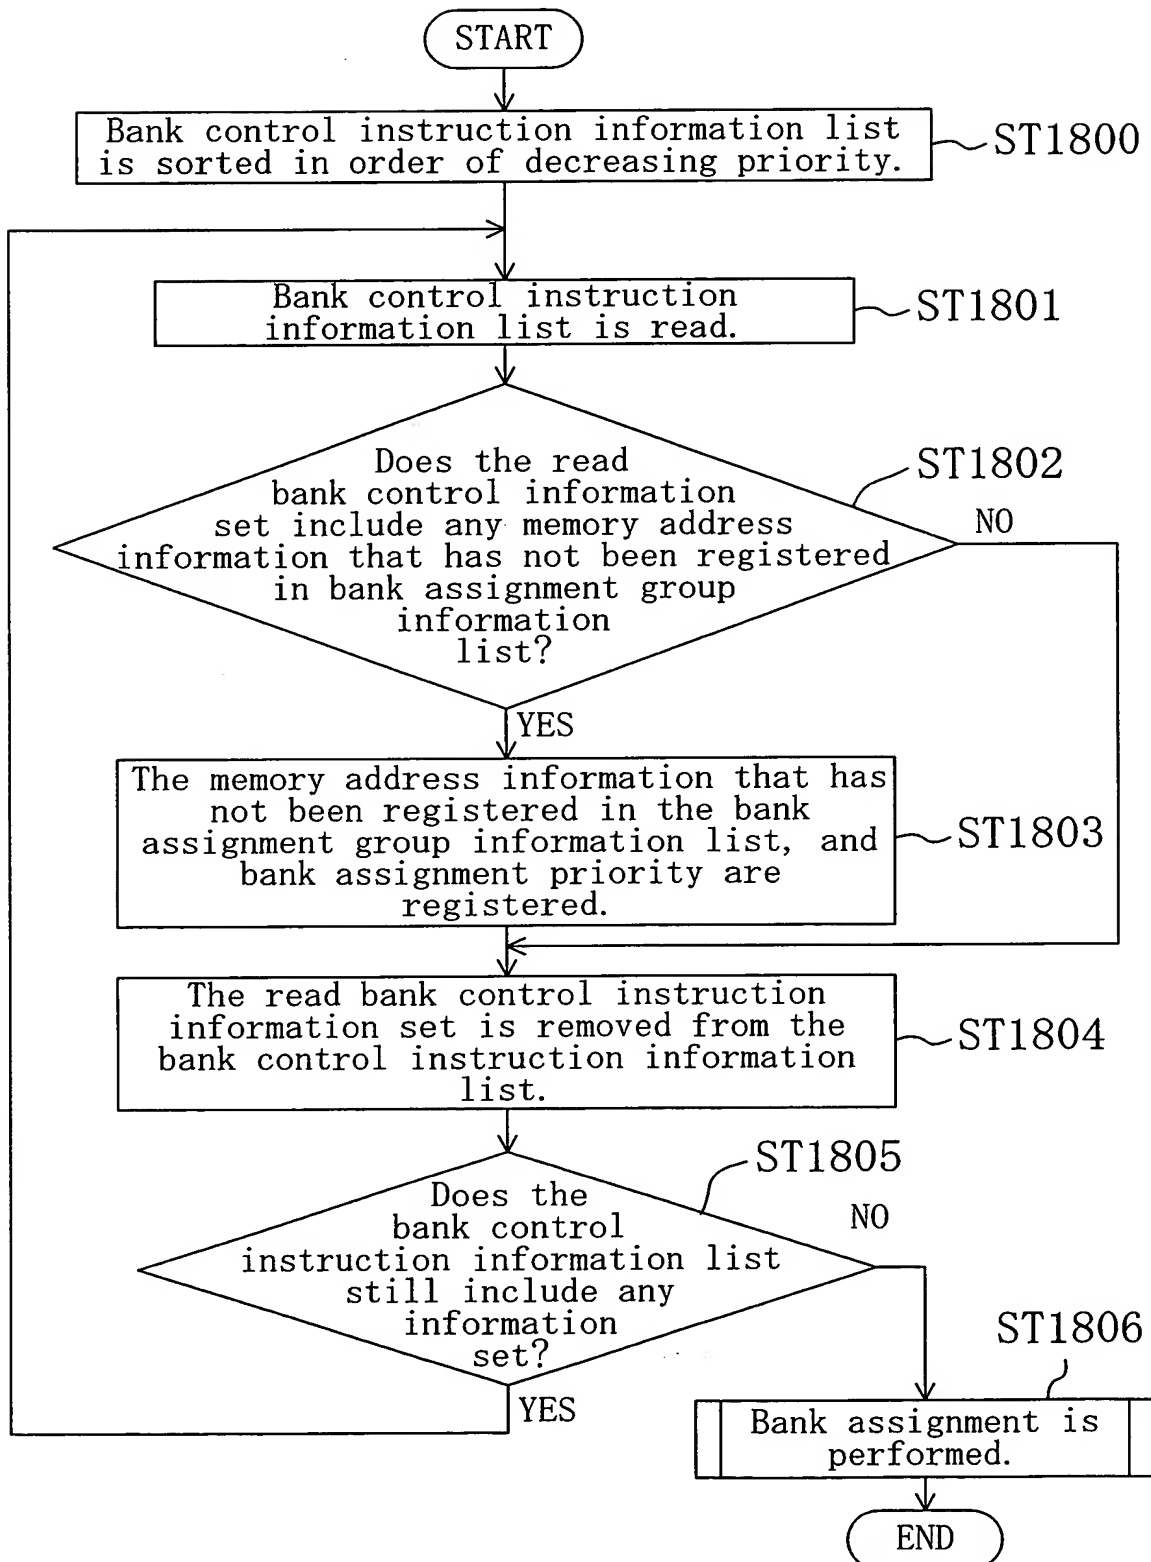 START
Bank control instruction information list
is sorted in order of decreasing priority.
ST1800
Bank control instruction
information list is read.
ST1801
Does the read
bank control information
set include any memory address
information that has not been registered
in bank assignment group
information
list?
ST1802
NO
YES
The memory address information that has
not been registered in the bank
assignment group information list, and
bank assignment priority are
registered.
ST1803
The read bank control instruction
information set is removed from the
bank control instruction information
list.
ST1804
ST1805
Does the
bank control
instruction information list
still include any
information
set?
NO
YES
ST1806
Bank assignment is
performed.
END